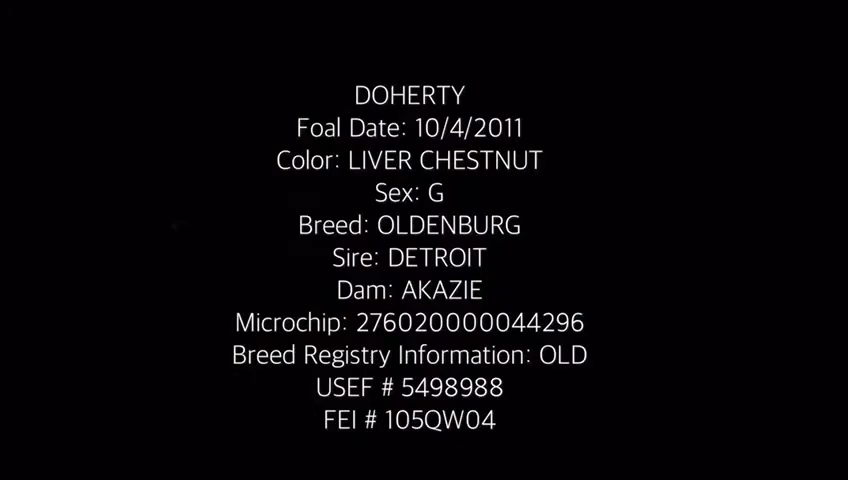 DOHERTY
Foal Date: 10/4/2011
Color: LIVER CHESTNUT
Sex: G
Breed: OLDENBURG
Sire: DETROIT
Dam: AKAZIE
Microchip: 276020000044296
Breed Registry Information: OLD
USEF # 5498988
FEI # 105QW04